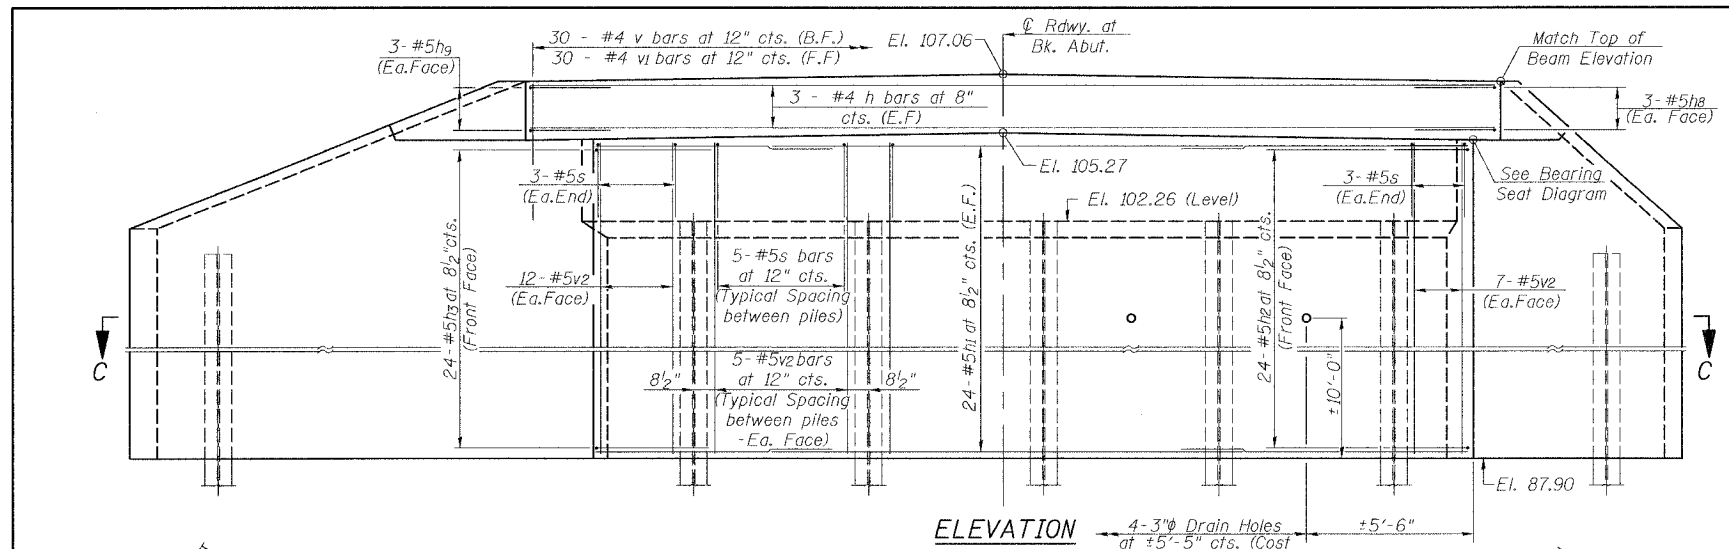 3- #5h9
(Ea.Face)
30 - #4 v bars at 12" cts. (B.F.)
30 - #4 v1 bars at 12" cts. (F.F)
El. 107.06
℄ Rdwy. at
Bk. Abut.
Match Top of
Beam Elevation
3 - #4 h bars at 8"
cts. (E.F)
3-#5h8
(Ea. Face)
El. 105.27
3-#5s
(Ea.End)
3-#5s
(Ea.End)
See Bearing
Seat Diagram
El. 102.26 (Level)
24- #5h3 at 8½" cts.
(Front Face)
12- #5v2
(Ea.Face)
5- #5s bars
at 12" cts.
(Typical Spacing
between piles)
24- #5h1 at 8½" cts. (E.F.)
24- #5h2 at 8½" cts.
(Front Face)
7- #5v2
(Ea.Face)
C
C
8½"
5- #5v2 bars
at 12" cts.
(Typical Spacing
between piles
-Ea. Face)
8½"
±10'-0"
El. 87.90
ELEVATION
4-3"ϕ Drain Holes
at ±5'-5" cts. (Cost
±5'-6"